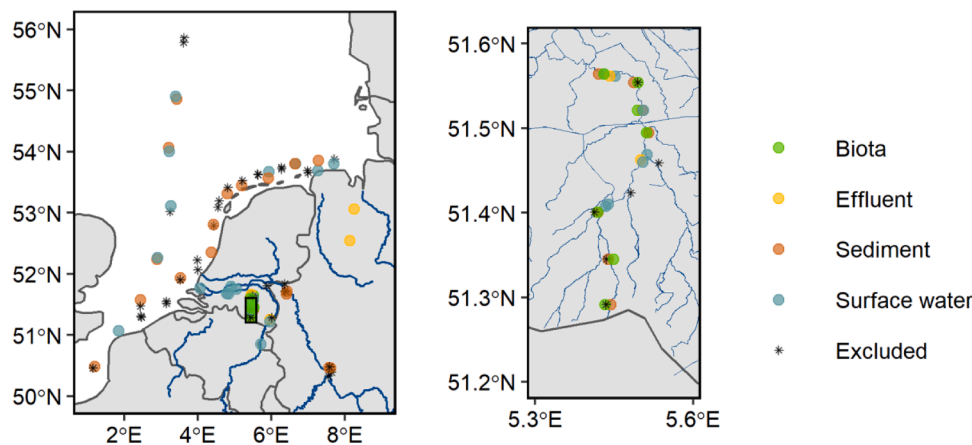 56°N
55°N
54°N
53°N
52°N
51°N
50°N
2°E 4°E 6°E 8°E
51.6°N
51.5°N
51.4°N
51.3°N
51.2°N
5.3°E 5.6°E
Biota
Effluent
Sediment
Surface water
Excluded